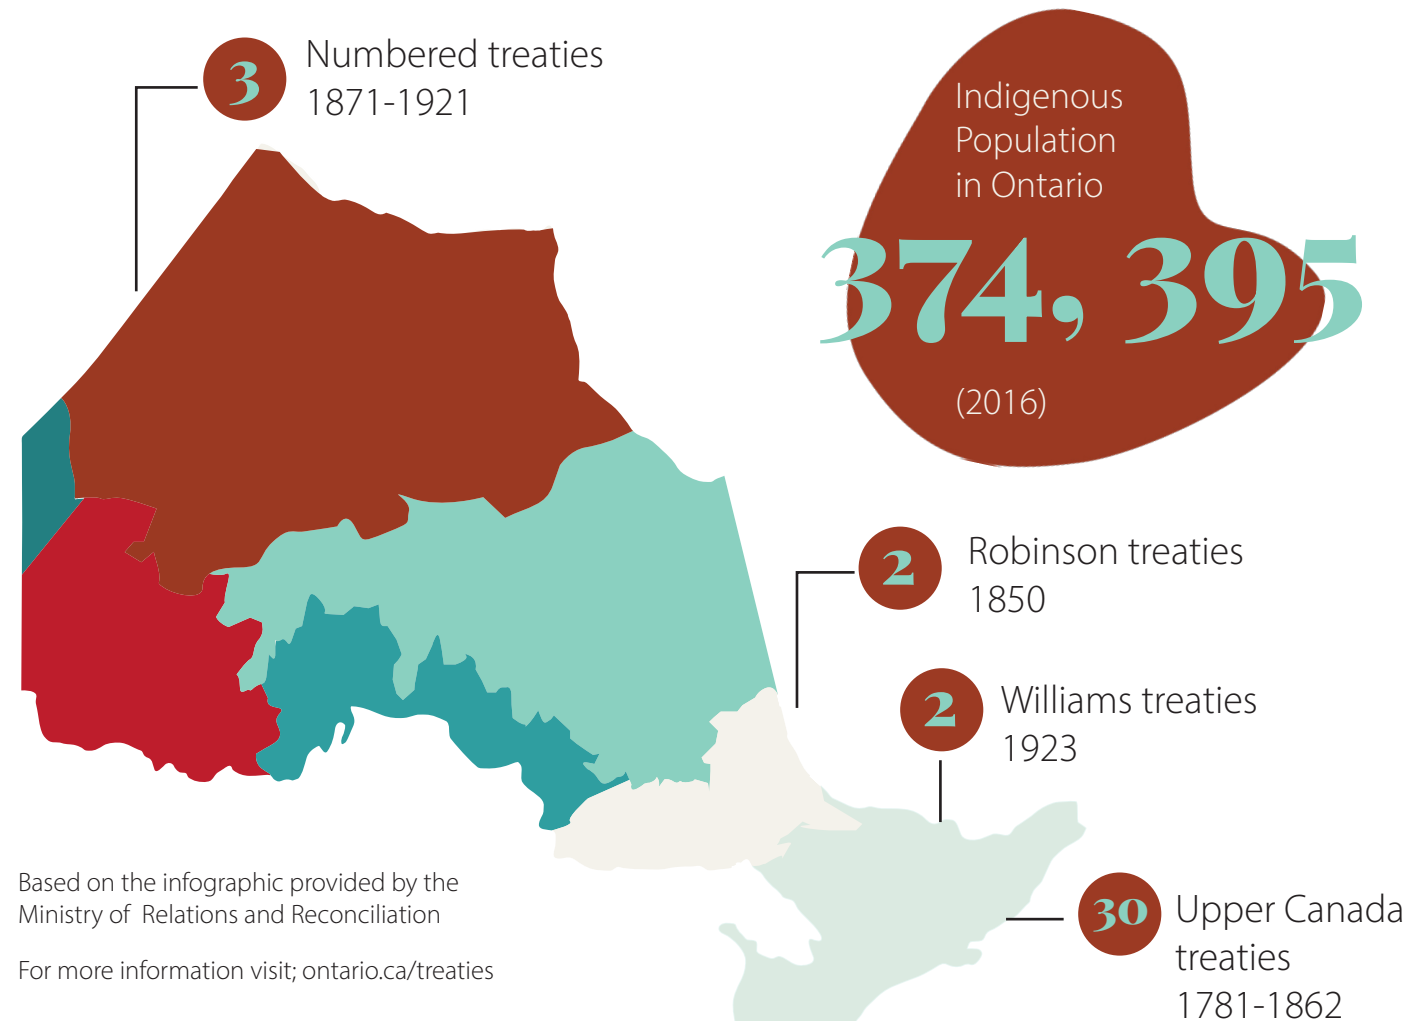 3
Numbered treaties
1871-1921
Indigenous
Population
in Ontario
374, 395
(2016)
2
Robinson treaties
1850
2
Williams treaties
1923
30
Upper Canada
treaties
1781-1862
Based on the infographic provided by the
Ministry of Relations and Reconciliation
For more information visit; ontario.ca/treaties